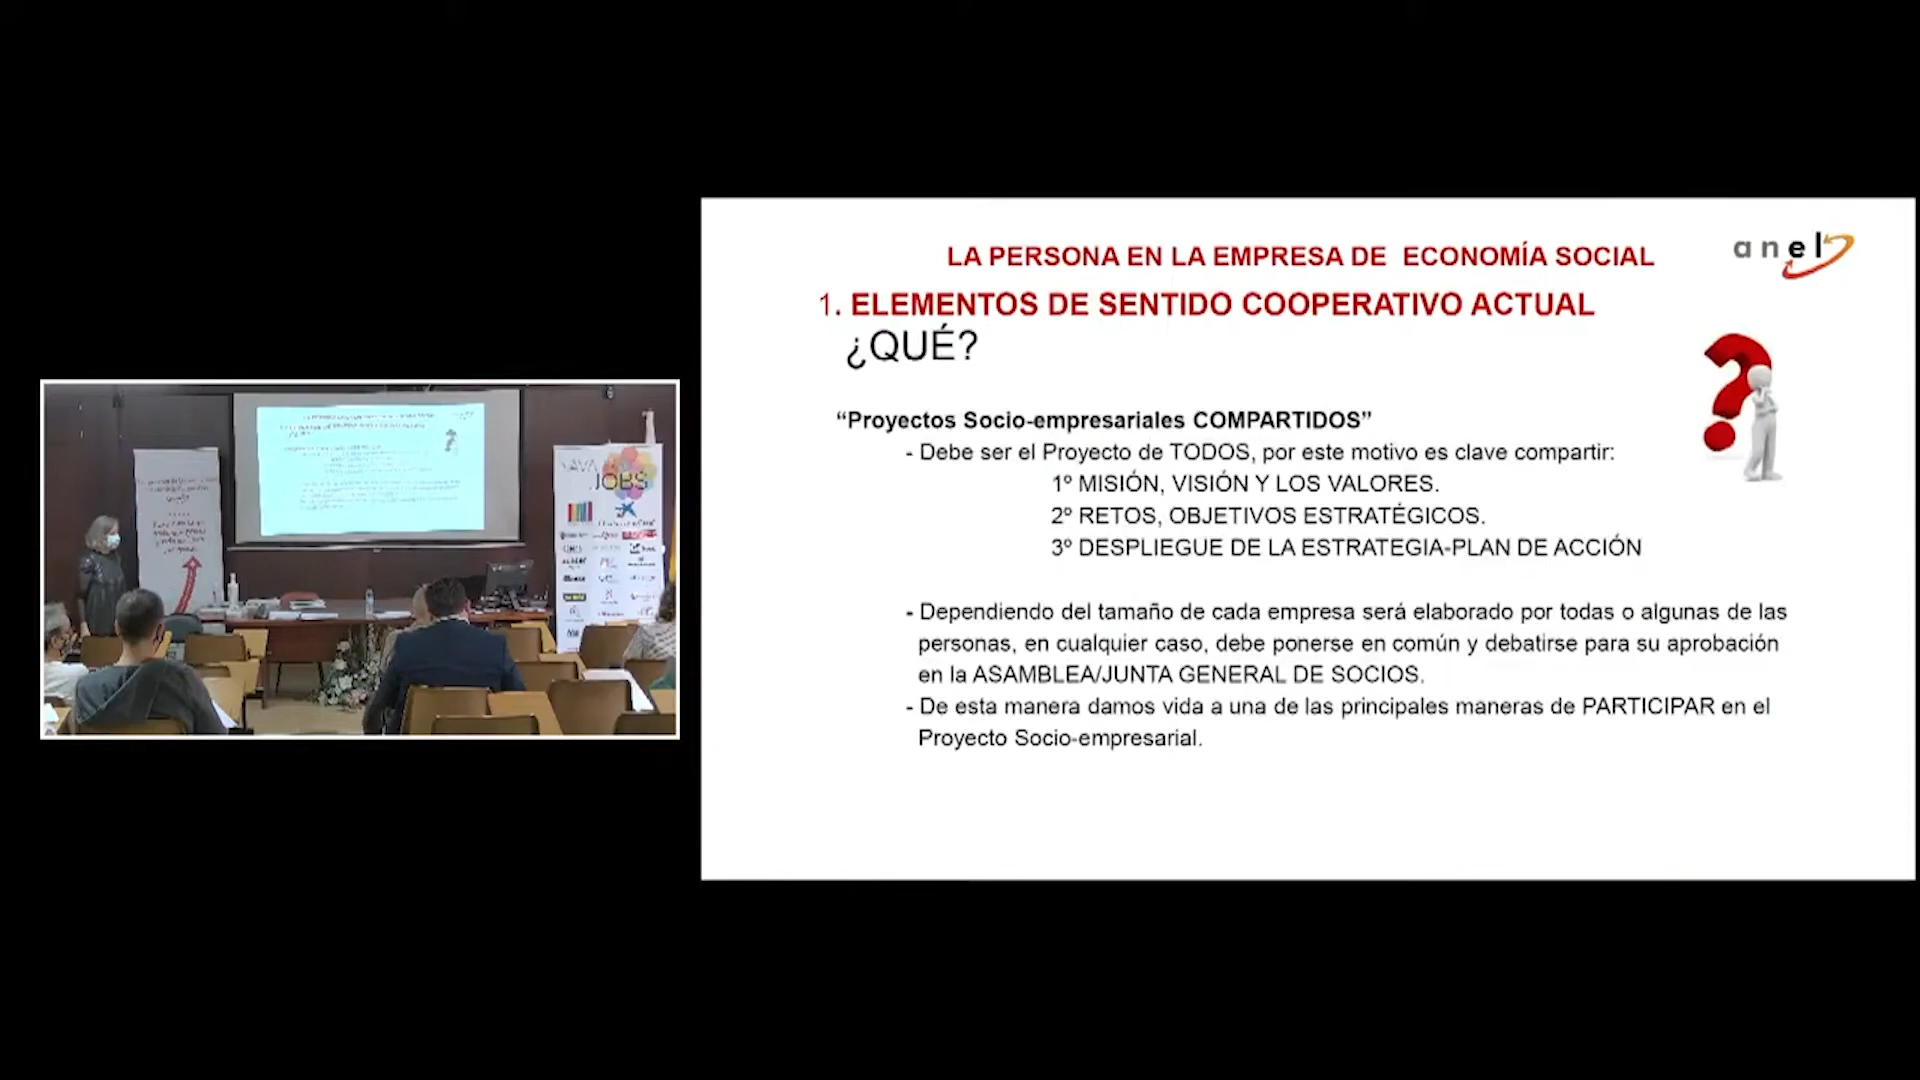 LA PERSONA EN LA EMPRESA DE ECONOMÍA SOCIAL
anel
1. ELEMENTOS DE SENTIDO COOPERATIVO ACTUAL
¿QUÉ?
“Proyectos Socio-empresariales COMPARTIDOS”
- Debe ser el Proyecto de TODOS, por este motivo es clave compartir:
1º MISIÓN, VISIÓN Y LOS VALORES.
2º RETOS, OBJETIVOS ESTRATÉGICOS.
3º DESPLIEGUE DE LA ESTRATEGIA-PLAN DE ACCIÓN
- Dependiendo del tamaño de cada empresa será elaborado por todas o algunas de las
personas, en cualquier caso, debe ponerse en común y debatirse para su aprobación
en la ASAMBLEA/JUNTA GENERAL DE SOCIOS.
- De esta manera damos vida a una de las principales maneras de PARTICIPAR en el
Proyecto Socio-empresarial.
JOBS